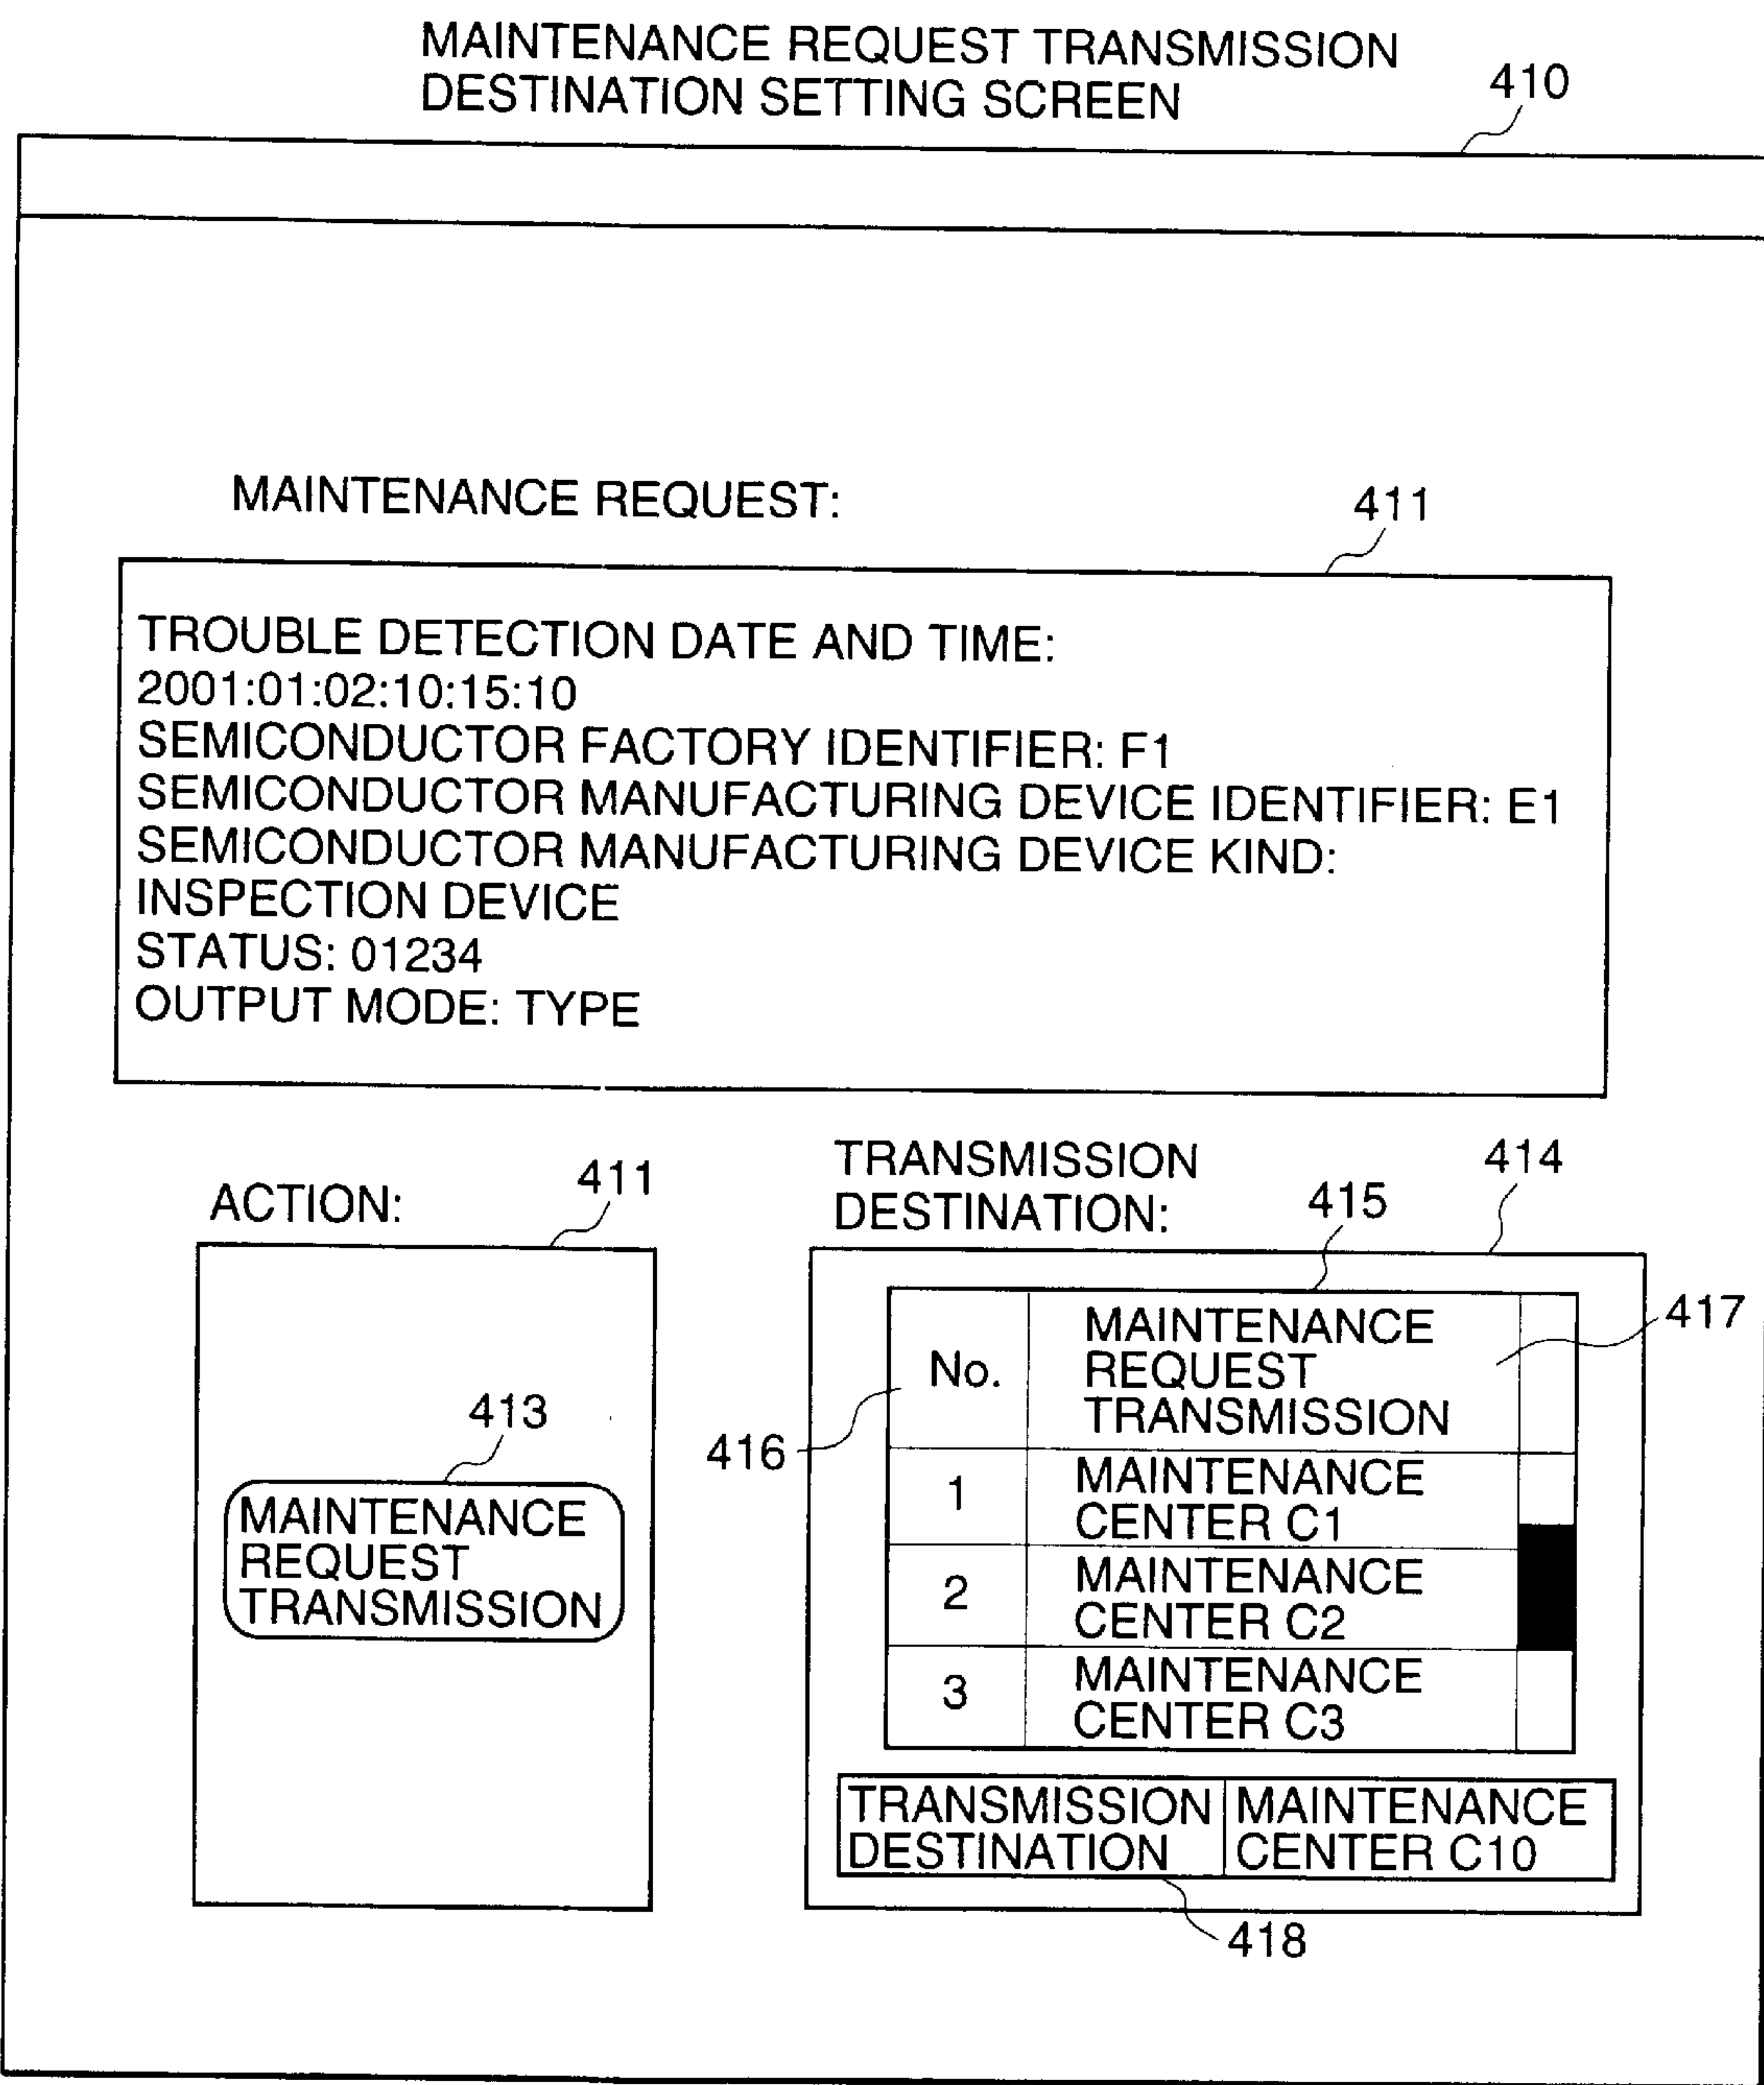 MAINTENANCE REQUEST TRANSMISSION
DESTINATION SETTING SCREEN
410
MAINTENANCE REQUEST:
411
TROUBLE DETECTION DATE AND TIME:
2001:01:02:10:15:10
SEMICONDUCTOR FACTORY IDENTIFIER: F1
SEMICONDUCTOR MANUFACTURING DEVICE IDENTIFIER: E1
SEMICONDUCTOR MANUFACTURING DEVICE KIND:
INSPECTION DEVICE
STATUS: 01234
OUTPUT MODE: TYPE
ACTION:
411
413
MAINTENANCE
REQUEST
TRANSMISSION
TRANSMISSION
DESTINATION:
414
415
416
417
No.
MAINTENANCE
REQUEST
TRANSMISSION
1
MAINTENANCE
CENTER C1
2
MAINTENANCE
CENTER C2
3
MAINTENANCE
CENTER C3
TRANSMISSION
DESTINATION
MAINTENANCE
CENTER C10
418